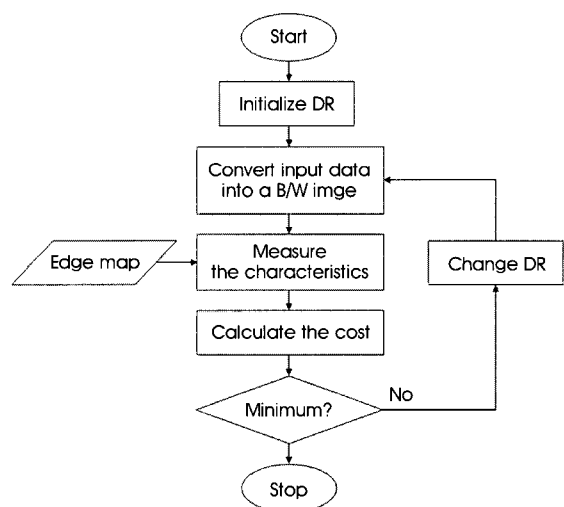 Start
Initialize DR
Convert input data
into a B/W imge
Edge map
Measure
the characteristics
Change DR
Calculate the cost
Minimum?
No
Stop